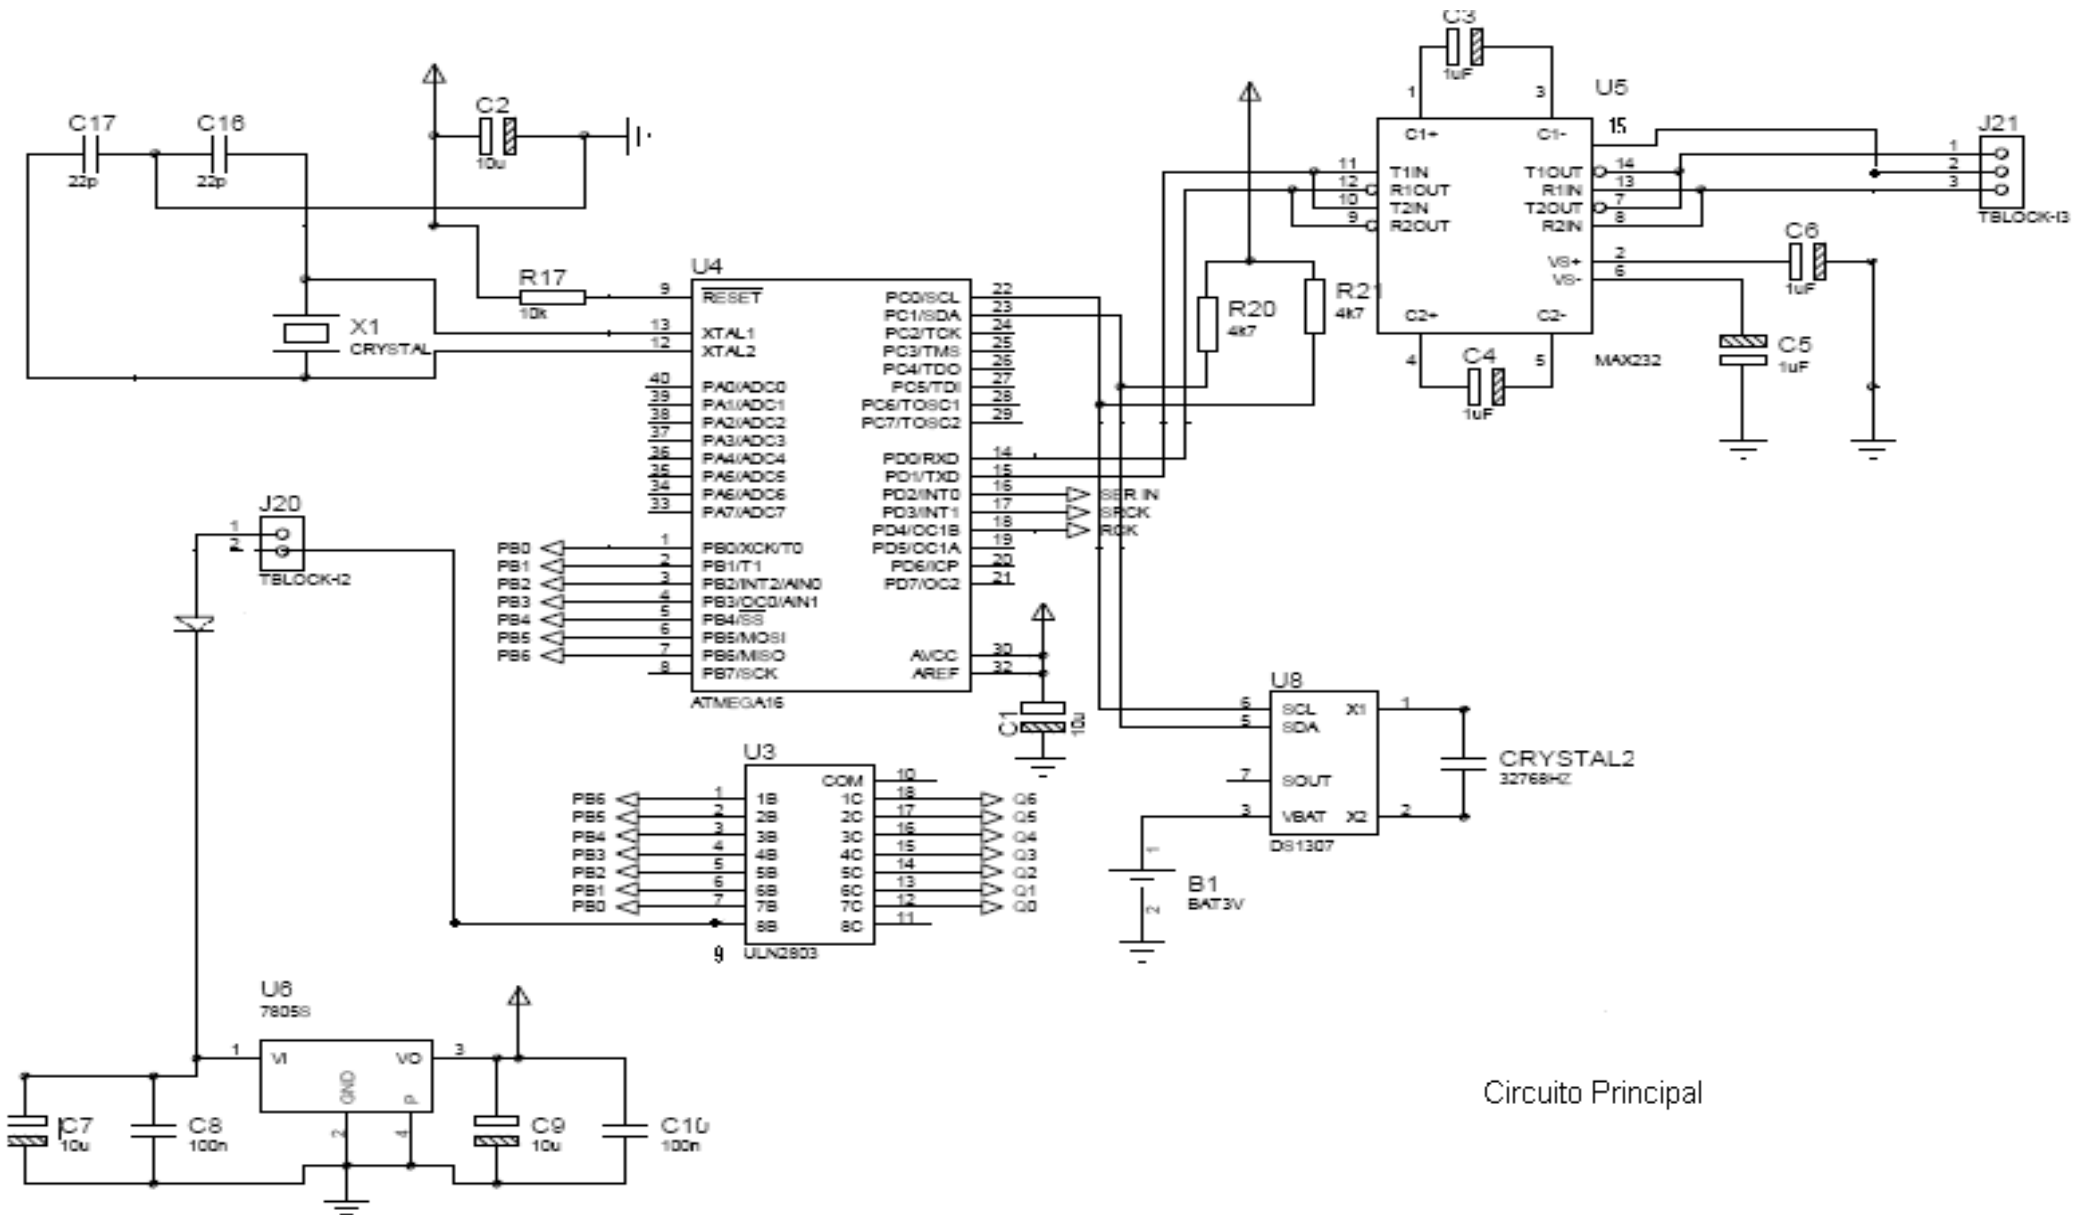 C3
1uF
1
3
U5
C1+
C1-
15
J21
1
2
3
TBLOCK-I3
11
12
10
9
T1IN
R1OUT
T2IN
R2OUT
T1OUT
R1IN
T2OUT
R2IN
14
13
7
8
VS+
VS-
2
6
C6
1uF
C5
1uF
C2+
C2-
4
5
C4
1uF
MAX232
C17
22p
C16
22p
C2
10u
R17
10k
X1
CRYSTAL
R20
4k7
R21
4k7
U4
9
RESET
13
XTAL1
12
XTAL2
40
PA0/ADC0
39
PA1/ADC1
38
PA2/ADC2
37
PA3/ADC3
36
PA4/ADC4
35
PA5/ADC5
34
PA6/ADC6
33
PA7/ADC7
PB0
1
PB0/XCK/T0
PB1
2
PB1/T1
PB2
3
PB2/INT2/AIN0
PB3
4
PB3/OC0/AIN1
PB4
5
PB4/SS
PB5
6
PB5/MOSI
PB6
7
PB6/MISO
8
PB7/SCK
ATMEGA16
PC0/SCL
22
PC1/SDA
23
PC2/TCK
24
PC3/TMS
25
PC4/TDO
26
PC5/TDI
27
PC6/TOSC1
28
PC7/TOSC2
29
PD0/RXD
14
PD1/TXD
15
PD2/INT0
16
SER IN
PD3/INT1
17
SRCK
PD4/OC1B
18
RCK
PD5/OC1A
19
PD6/ICP
20
PD7/OC2
21
AVCC
30
AREF
32
C1
10u
J20
1
2
TBLOCK-I2
U3
COM
10
PB6
1
1B
1C
18
Q6
PB5
2
2B
2C
17
Q5
PB4
3
3B
3C
16
Q4
PB3
4
4B
4C
15
Q3
PB2
5
5B
5C
14
Q2
PB1
6
6B
6C
13
Q1
PB0
7
7B
7C
12
Q0
8B
8C
11
9
ULN2803
U8
6
SCL
X1
1
5
SDA
7
SOUT
3
VBAT
X2
2
DS1307
CRYSTAL2
32768HZ
1
B1
BAT3V
2
U6
7805S
1
VI
VO
3
GND
P
2
4
C7
10u
C8
100n
C9
10u
C10
100n
Circuito Principal